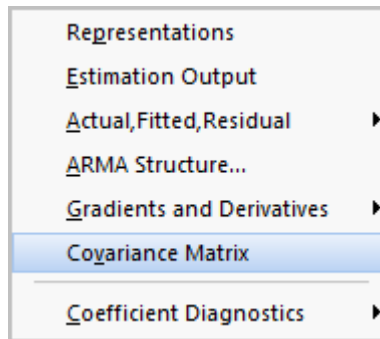 Representations
Estimation Output
Actual,Fitted,Residual
ARMA Structure...
Gradients and Derivatives
Covariance Matrix
Coefficient Diagnostics